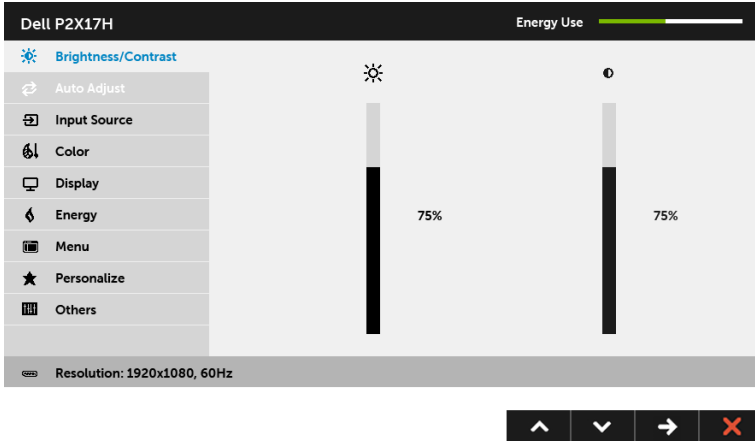 Dell P2X17H
Energy Use
Brightness/Contrast
Auto Adjust
Input Source
Color
Display
Energy
Menu
Personalize
Others
75%
75%
Resolution: 1920x1080, 60Hz